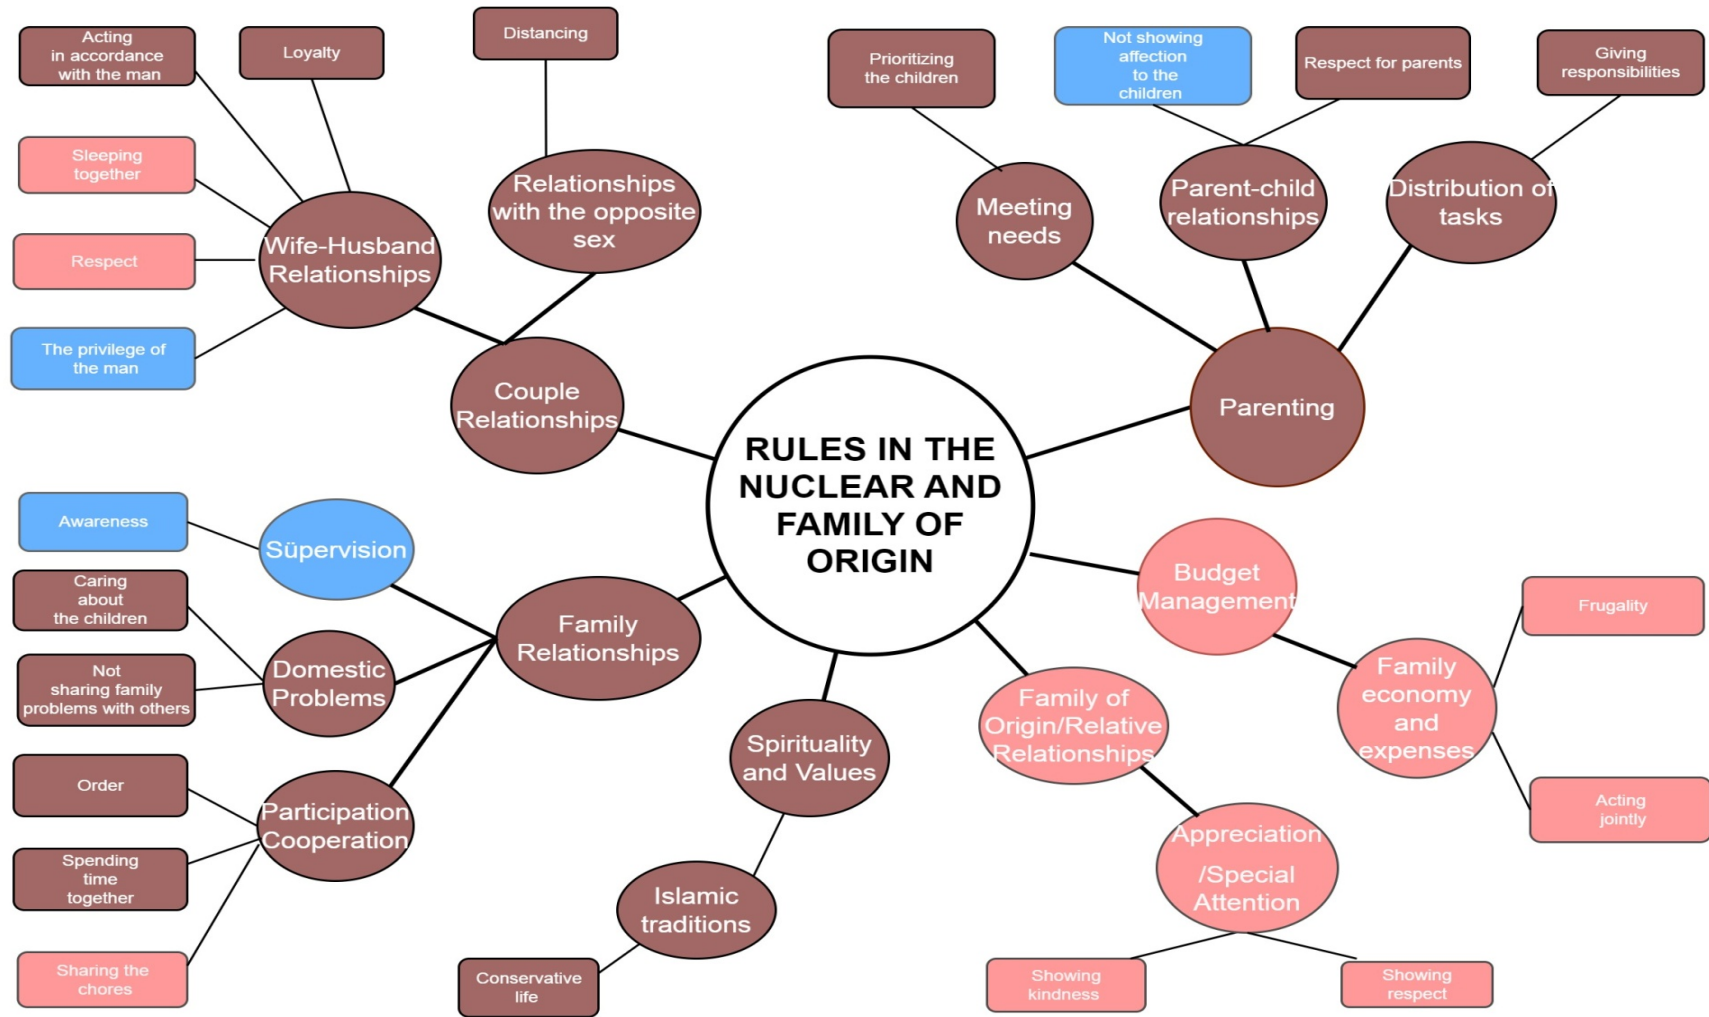 Acting
in accordance
with the man
Loyalty
Distancing
Sleeping
together
Respect
The privilege of
the man
Wife-Husband
Relationships
Relationships
with the opposite
sex
Couple
Relationships
Prioritizing
the children
Not showing
affection
to the
children
Respect for parents
Giving
responsibilities
Meeting
needs
Parent-child
relationships
Distribution of
tasks
Parenting
RULES IN THE
NUCLEAR AND
FAMILY OF
ORIGIN
Awareness
Süpervision
Caring
about
the children
Not
sharing family
problems with others
Domestic
Problems
Family
Relationships
Order
Spending
time
together
Sharing the
chores
Participation
Cooperation
Spirituality
and Values
Islamic
traditions
Conservative
life
Budget
Management
Family
economy
and
expenses
Frugality
Acting
jointly
Family of
Origin/Relative
Relationships
Appreciation
/Special
Attention
Showing
kindness
Showing
respect